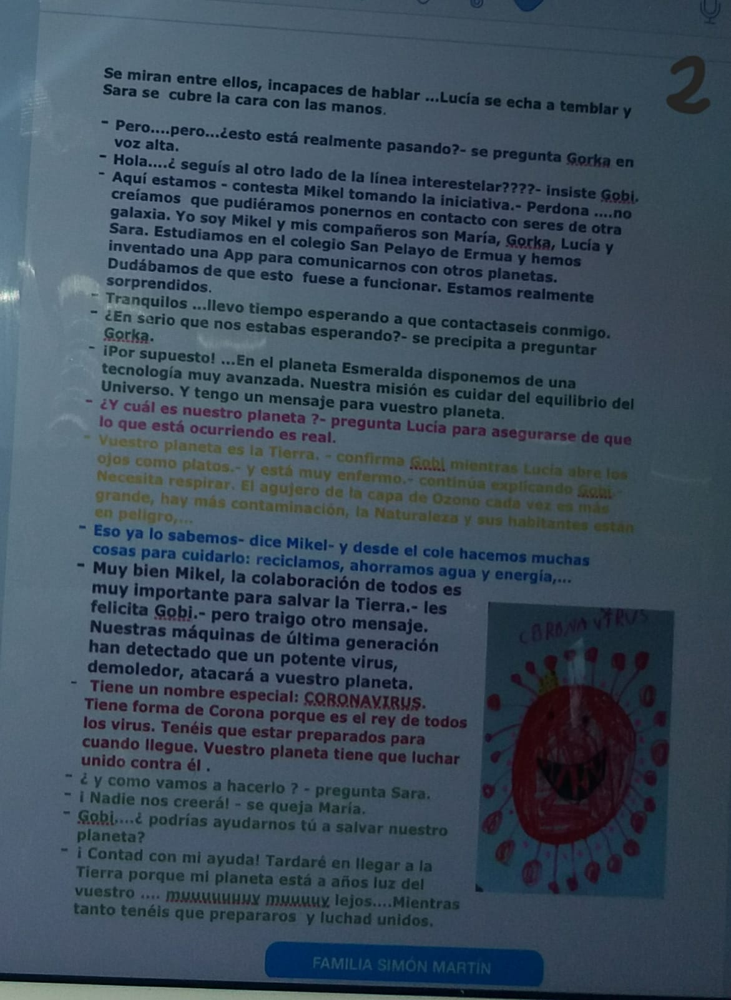 2
Se miran entre ellos, incapaces de hablar ...Lucía se echa a temblar y
Sara se cubre la cara con las manos.
- Pero....pero...¿esto está realmente pasando?- se pregunta Gorka en
voz alta.
- Hola....¿ seguís al otro lado de la línea interestelar????- insiste Gobi.
- Aquí estamos - contesta Mikel tomando la iniciativa.- Perdona ....no
creíamos que pudiéramos ponernos en contacto con seres de otra
galaxia. Yo soy Mikel y mis compañeros son María, Gorka, Lucía y
Sara. Estudiamos en el colegio San Pelayo de Ermua y hemos
inventado una App para comunicarnos con otros planetas.
Dudábamos de que esto fuese a funcionar. Estamos realmente
sorprendidos.
- Tranquilos ...llevo tiempo esperando a que contactaseis conmigo.
- ¿En serio que nos estabas esperando?- se precipita a preguntar
Gorka.
- ¡Por supuesto! ...En el planeta Esmeralda disponemos de una
tecnología muy avanzada. Nuestra misión es cuidar del equilibrio del
Universo. Y tengo un mensaje para vuestro planeta.
- ¿Y cuál es nuestro planeta ?- pregunta Lucía para asegurarse de que
lo que está ocurriendo es real.
- Vuestro planeta es la Tierra. - confirma Gobi mientras Lucía abre los
ojos como platos.- y está muy enfermo.- continúa explicando Gobi.-
Necesita respirar. El agujero de la capa de Ozono cada vez es más
grande, hay más contaminación, la Naturaleza y sus habitantes están
en peligro,...
- Eso ya lo sabemos- dice Mikel- y desde el cole hacemos muchas
cosas para cuidarlo: reciclamos, ahorramos agua y energía,...
- Muy bien Mikel, la colaboración de todos es
muy importante para salvar la Tierra.- les
felicita Gobi.- pero traigo otro mensaje.
Nuestras máquinas de última generación
han detectado que un potente virus,
demoledor, atacará a vuestro planeta.
- Tiene un nombre especial: CORONAVIRUS.
Tiene forma de Corona porque es el rey de todos
los virus. Tenéis que estar preparados para
cuando llegue. Vuestro planeta tiene que luchar
unido contra él .
- ¿ y como vamos a hacerlo ? - pregunta Sara.
- ¡ Nadie nos creerá! - se queja María.
- Gobi....¿ podrías ayudarnos tú a salvar nuestro
planeta?
- ¡ Contad con mi ayuda! Tardaré en llegar a la
Tierra porque mi planeta está a años luz del
vuestro .... muuuuuuuy muuuuy lejos....Mientras
tanto tenéis que prepararos y luchad unidos.
CORONAVIRUS
FAMILIA SIMÓN MARTÍN